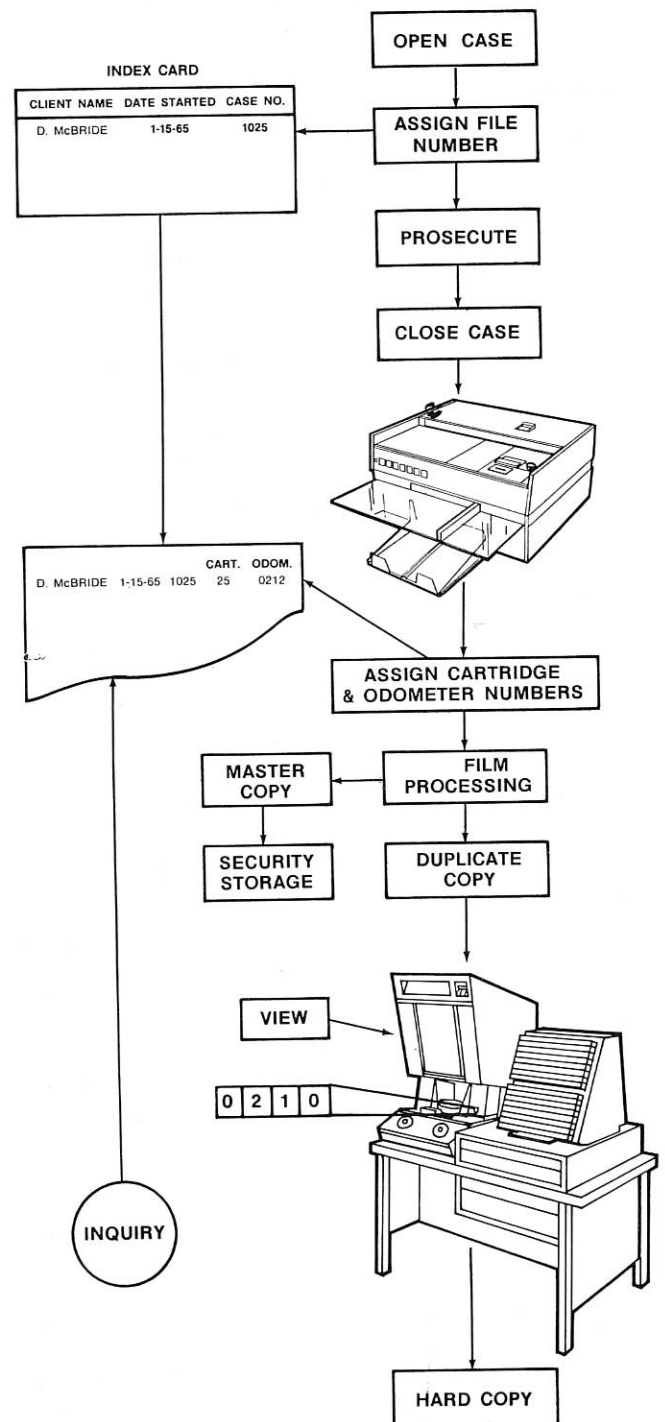 OPEN CASE
INDEX CARD
CLIENT NAME DATE STARTED CASE NO.
D. McBRIDE 1-15-65 1025
ASSIGN FILE
NUMBER
PROSECUTE
CLOSE CASE
CART. ODOM.
D. McBRIDE 1-15-65 1025 25 0212
ASSIGN CARTRIDGE
& ODOMETER NUMBERS
MASTER
COPY
FILM
PROCESSING
SECURITY
STORAGE
DUPLICATE
COPY
VIEW
0 2 1 0
INQUIRY
HARD COPY